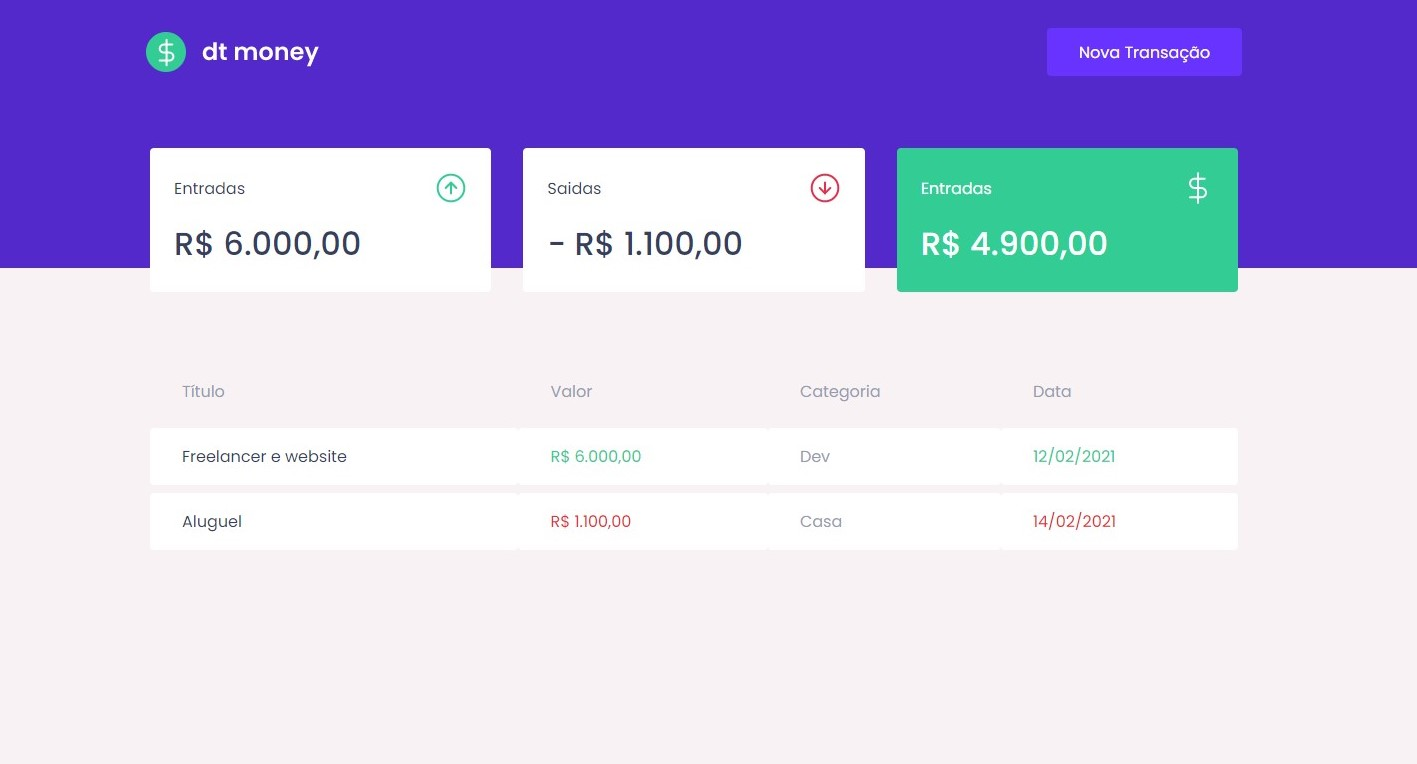 dt money
Nova Transação
Entradas
R$ 6.000,00
Saidas
- R$ 1.100,00
Entradas
R$ 4.900,00
Título Valor Categoria Data
Freelancer e website R$ 6.000,00 Dev 12/02/2021
Aluguel R$ 1.100,00 Casa 14/02/2021